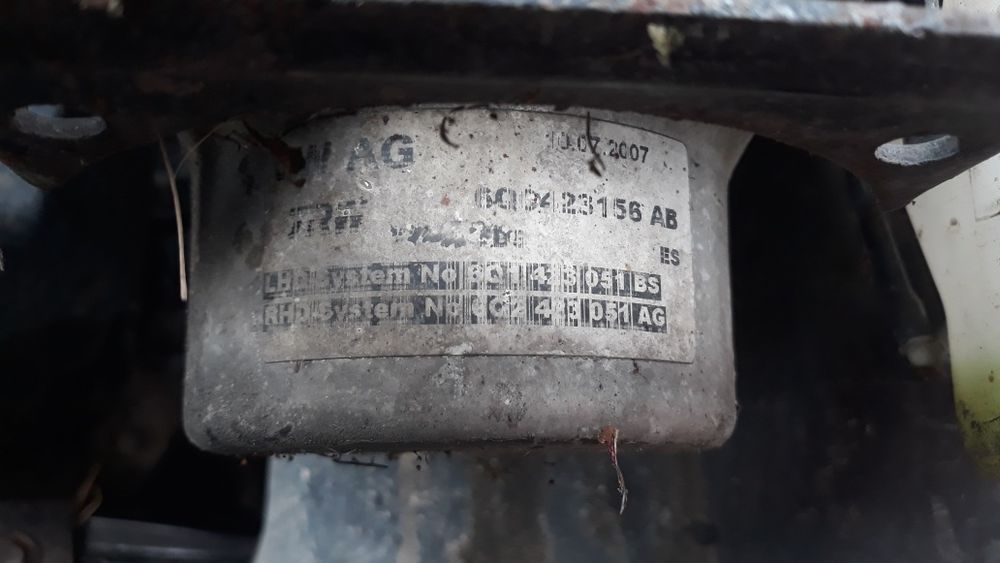 VW AG 10.07.2007
6Q0423156 AB
TRW
ES
LHD-System No 6Q1 423 051 BS
RHD-System No 6Q2 423 051 AG